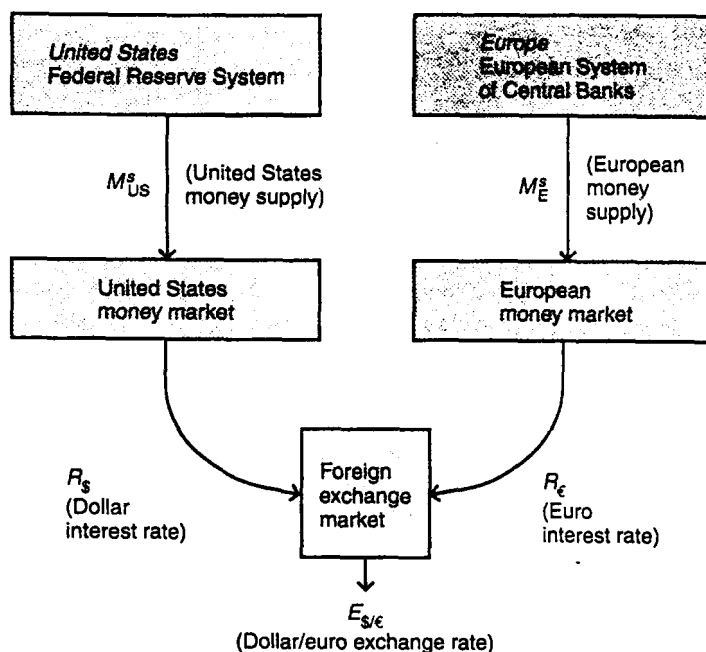 United States
Federal Reserve System
Europe
European System
of Central Banks
M^s_US
(United States
money supply)
M^s_E
(European
money
supply)
United States
money market
European
money market
R_$
(Dollar
interest rate)
Foreign
exchange
market
R_€
(Euro
interest rate)
E_$/€
(Dollar/euro exchange rate)